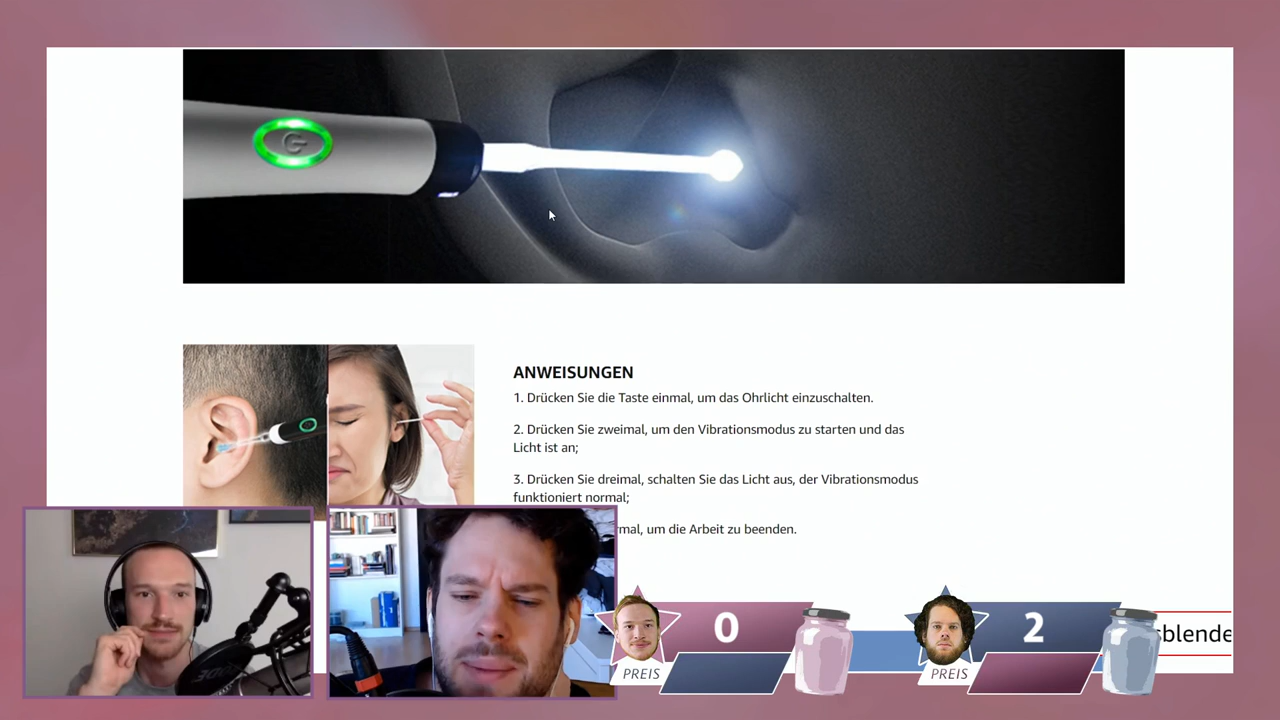 ANWEISUNGEN
1. Drücken Sie die Taste einmal, um das Ohrlicht einzuschalten.
2. Drücken Sie zweimal, um den Vibrationsmodus zu starten und das
Licht ist an;
3. Drücken Sie dreimal, schalten Sie das Licht aus, der Vibrationsmodus
funktioniert normal;
rmal, um die Arbeit zu beenden.
0
PREIS
2
PREIS
sblende